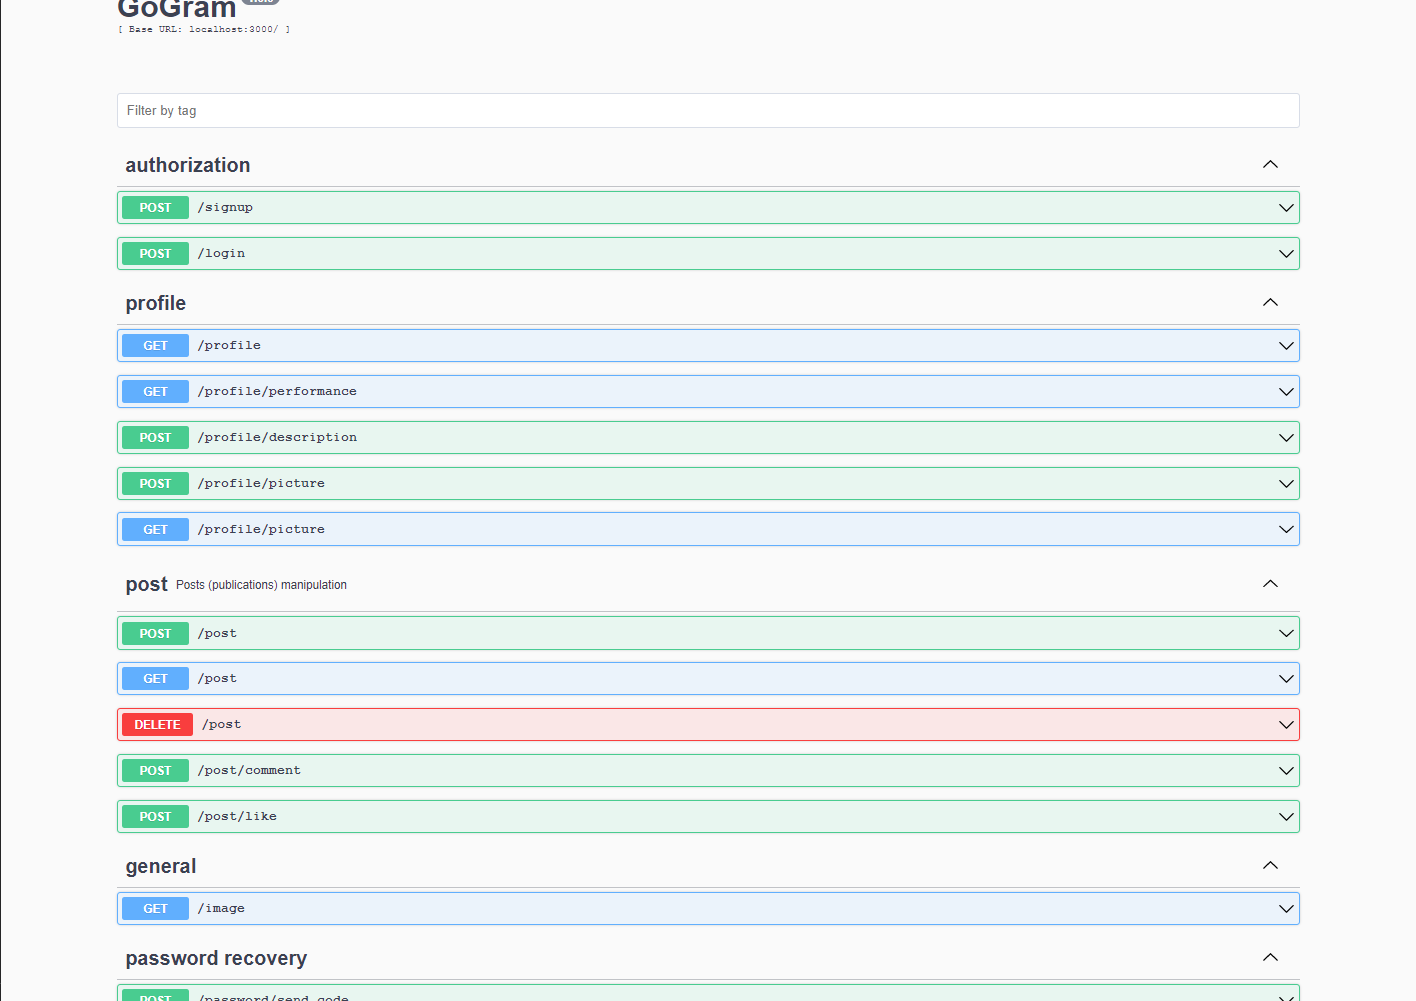 GoGram
[ Base URL: localhost:3000/ ]
Filter by tag
authorization
POST /signup
POST /login
profile
GET /profile
GET /profile/performance
POST /profile/description
POST /profile/picture
GET /profile/picture
post Posts (publications) manipulation
POST /post
GET /post
DELETE /post
POST /post/comment
POST /post/like
general
GET /image
password recovery
POST /password/send_code